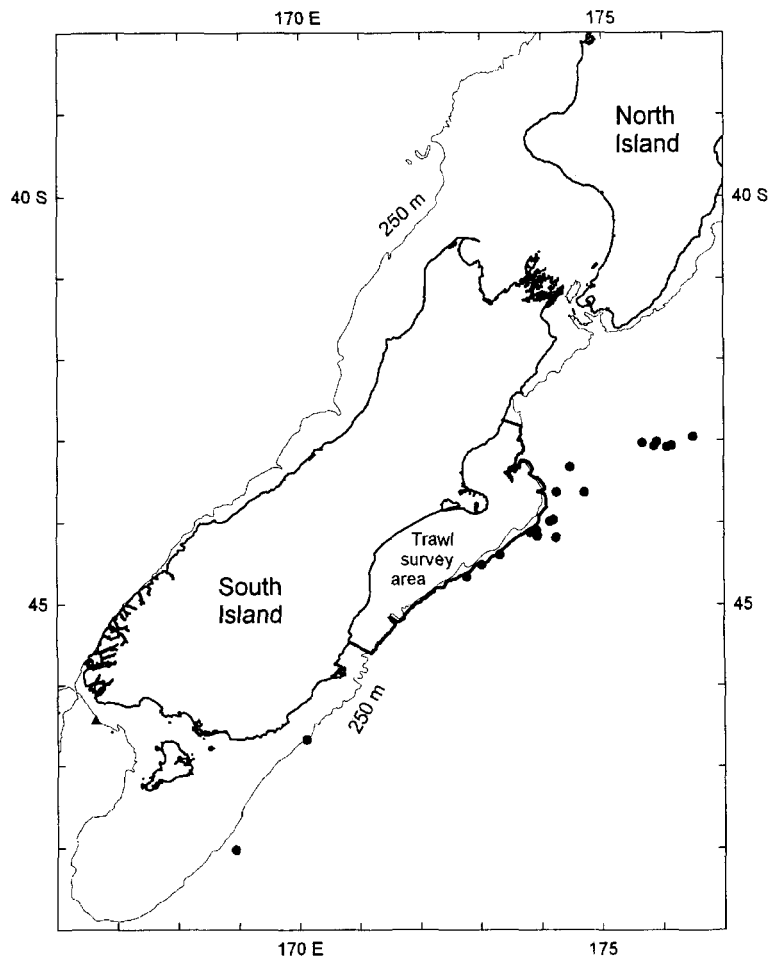 170 E
175
North
Island
40 S
40 S
250 m
Trawl
survey
area
South
Island
45
45
250 m
170 E
175